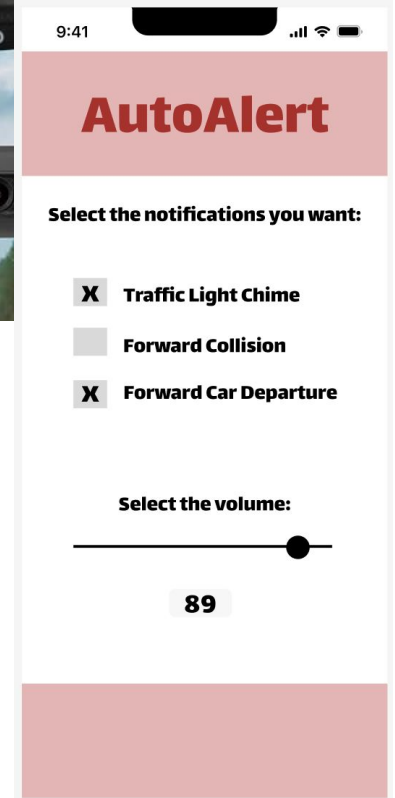 9:41
AutoAlert
Select the notifications you want:
X Traffic Light Chime
Forward Collision
X Forward Car Departure
Select the volume:
89